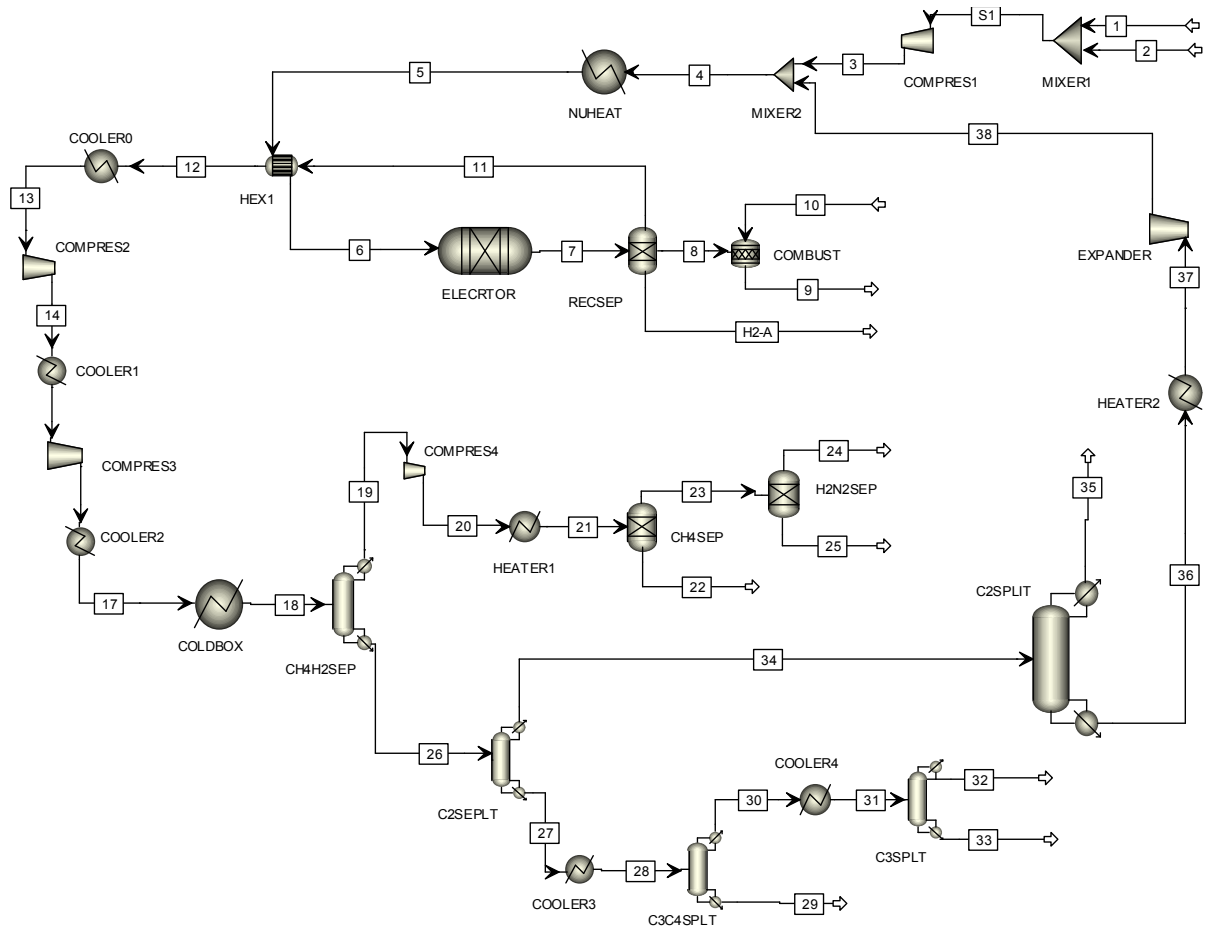 S1
1
2
3
COMPRES1
MIXER1
5
4
NUHEAT
MIXER2
38
COOLER0
12
11
13
HEX1
10
COMPRES2
6
7
8
COMBUST
EXPANDER
37
ELECRTOR
RECSEP
9
14
H2-A
COOLER1
HEATER2
COMPRES3
COMPRES4
24
19
23
H2N2SEP
35
20
21
CH4SEP
COOLER2
25
HEATER1
22
36
C2SPLIT
17
18
COLDBOX
CH4H2SEP
34
26
COOLER4
32
C2SEPLT
30
31
27
33
C3SPLT
28
COOLER3
29
C3C4SPLT